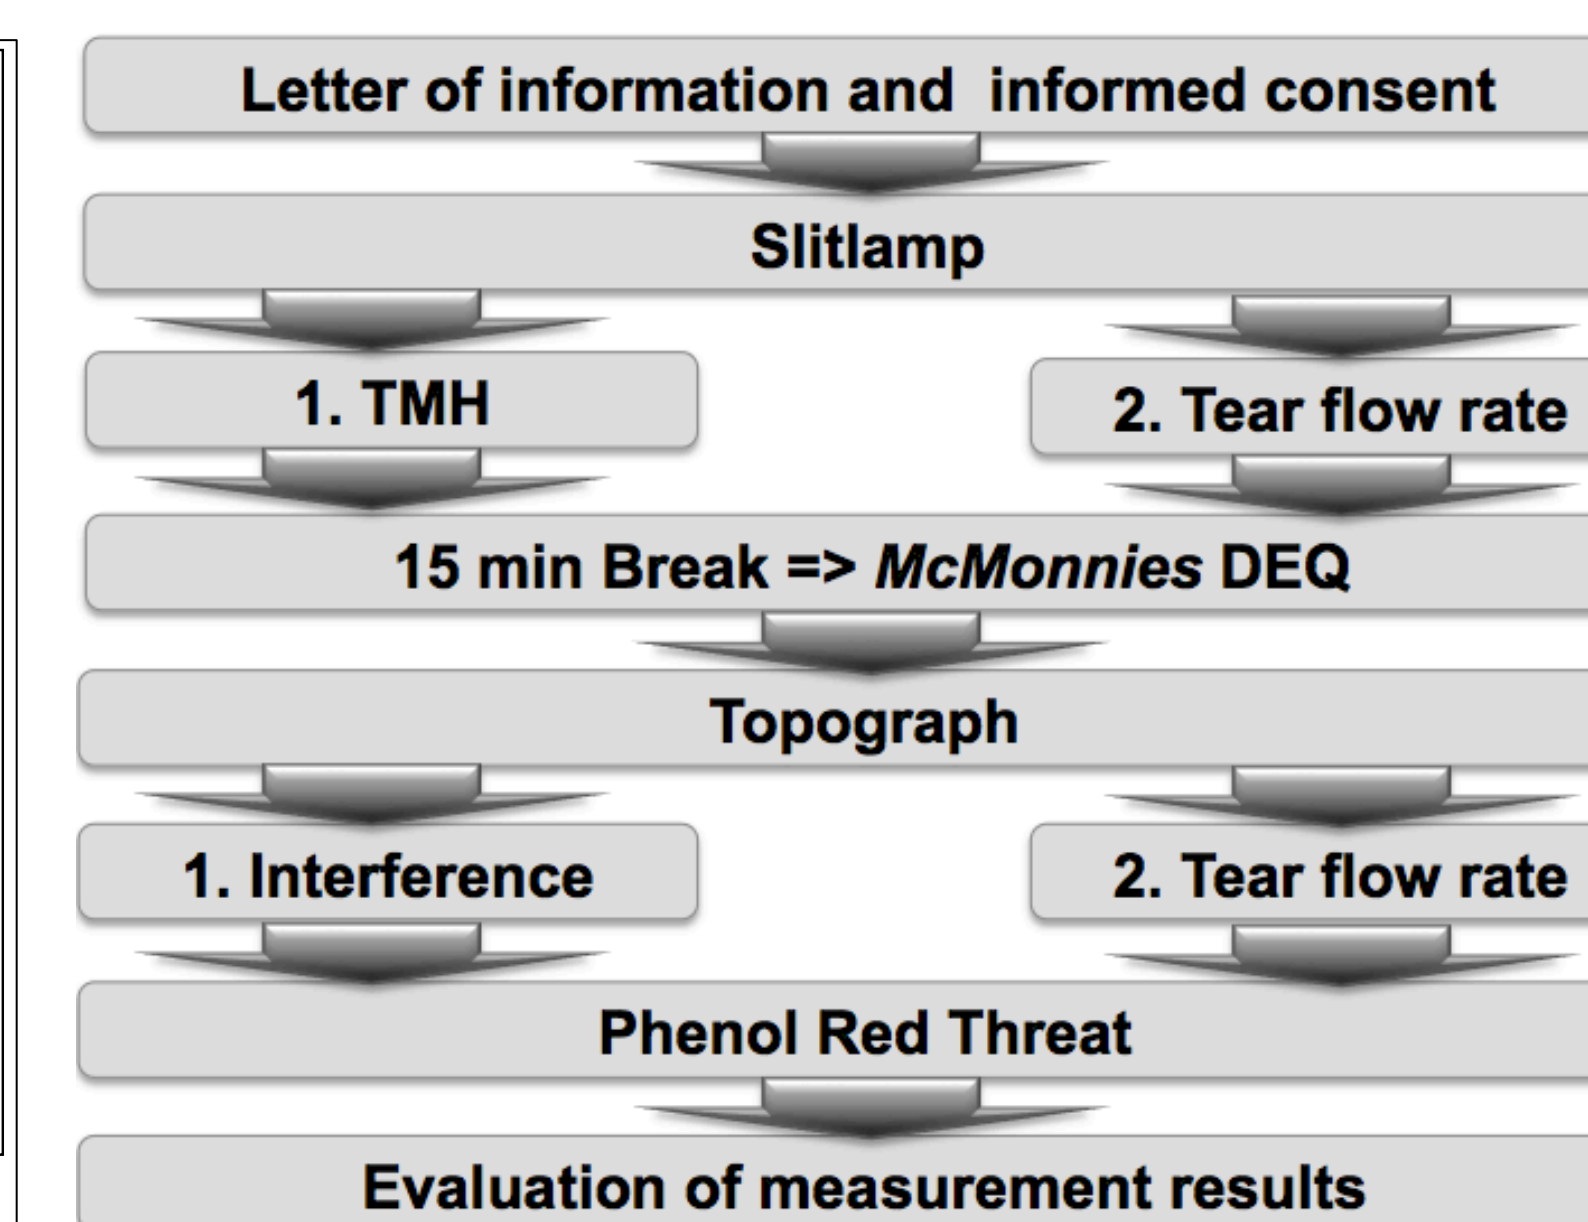 Letter of information and informed consent
Slitlamp
1. TMH
2. Tear flow rate
15 min Break => McMonnies DEQ
Topograph
1. Interference
2. Tear flow rate
Phenol Red Threat
Evaluation of measurement results